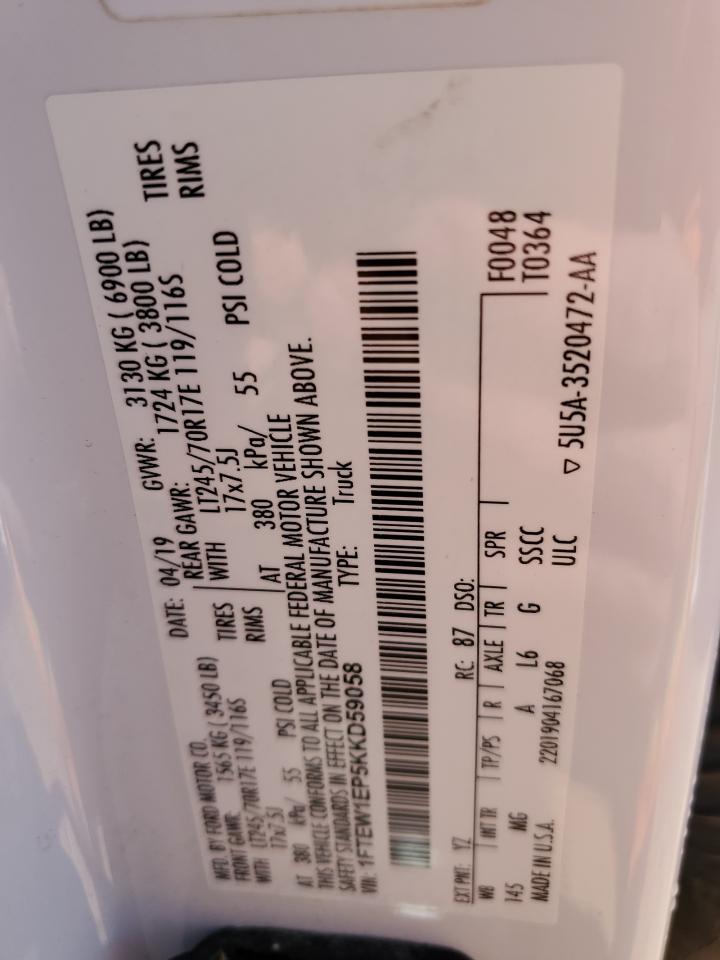 MFD. BY FORD MOTOR CO.
DATE: 04/19 GVWR: 3130 KG ( 6900 LB)
FRONT GAWR: 1565 KG ( 3450 LB) REAR GAWR: 1724 KG ( 3800 LB)
WITH LT245/70R17E 119/116S TIRES WITH LT245/70R17E 119/116S TIRES
17x7.5J RIMS 17x7.5J RIMS
AT 380 kPa/ 55 PSI COLD AT 380 kPa/ 55 PSI COLD
THIS VEHICLE CONFORMS TO ALL APPLICABLE FEDERAL MOTOR VEHICLE
SAFETY STANDARDS IN EFFECT ON THE DATE OF MANUFACTURE SHOWN ABOVE.
VIN: 1FTEW1EP5KKD59058 TYPE: Truck
EXT PNT: YZ RC: 87 DSO: F0048
WB INT TR TP/PS R AXLE TR SPR T0364
145 MG A L6 G SSCC
MADE IN U.S.A. 2201904167068 ULC ▽ 5U5A-3520472-AA